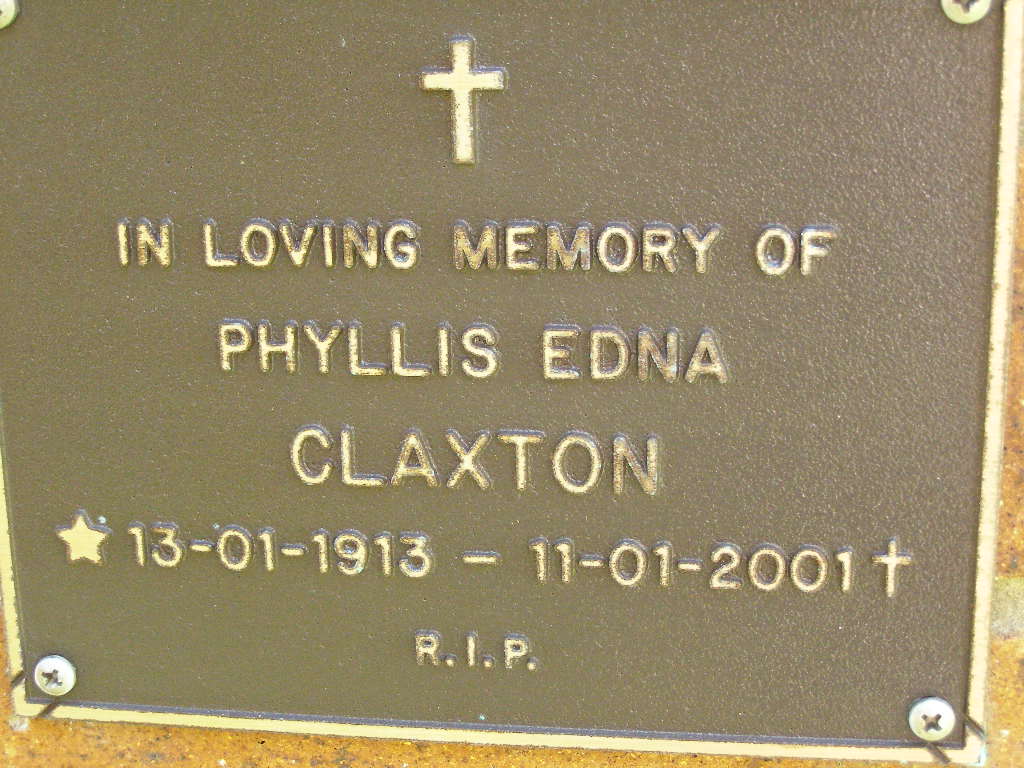 IN LOVING MEMORY OF
PHYLLIS EDNA
CLAXTON
13-01-1913 - 11-01-2001
R.I.P.